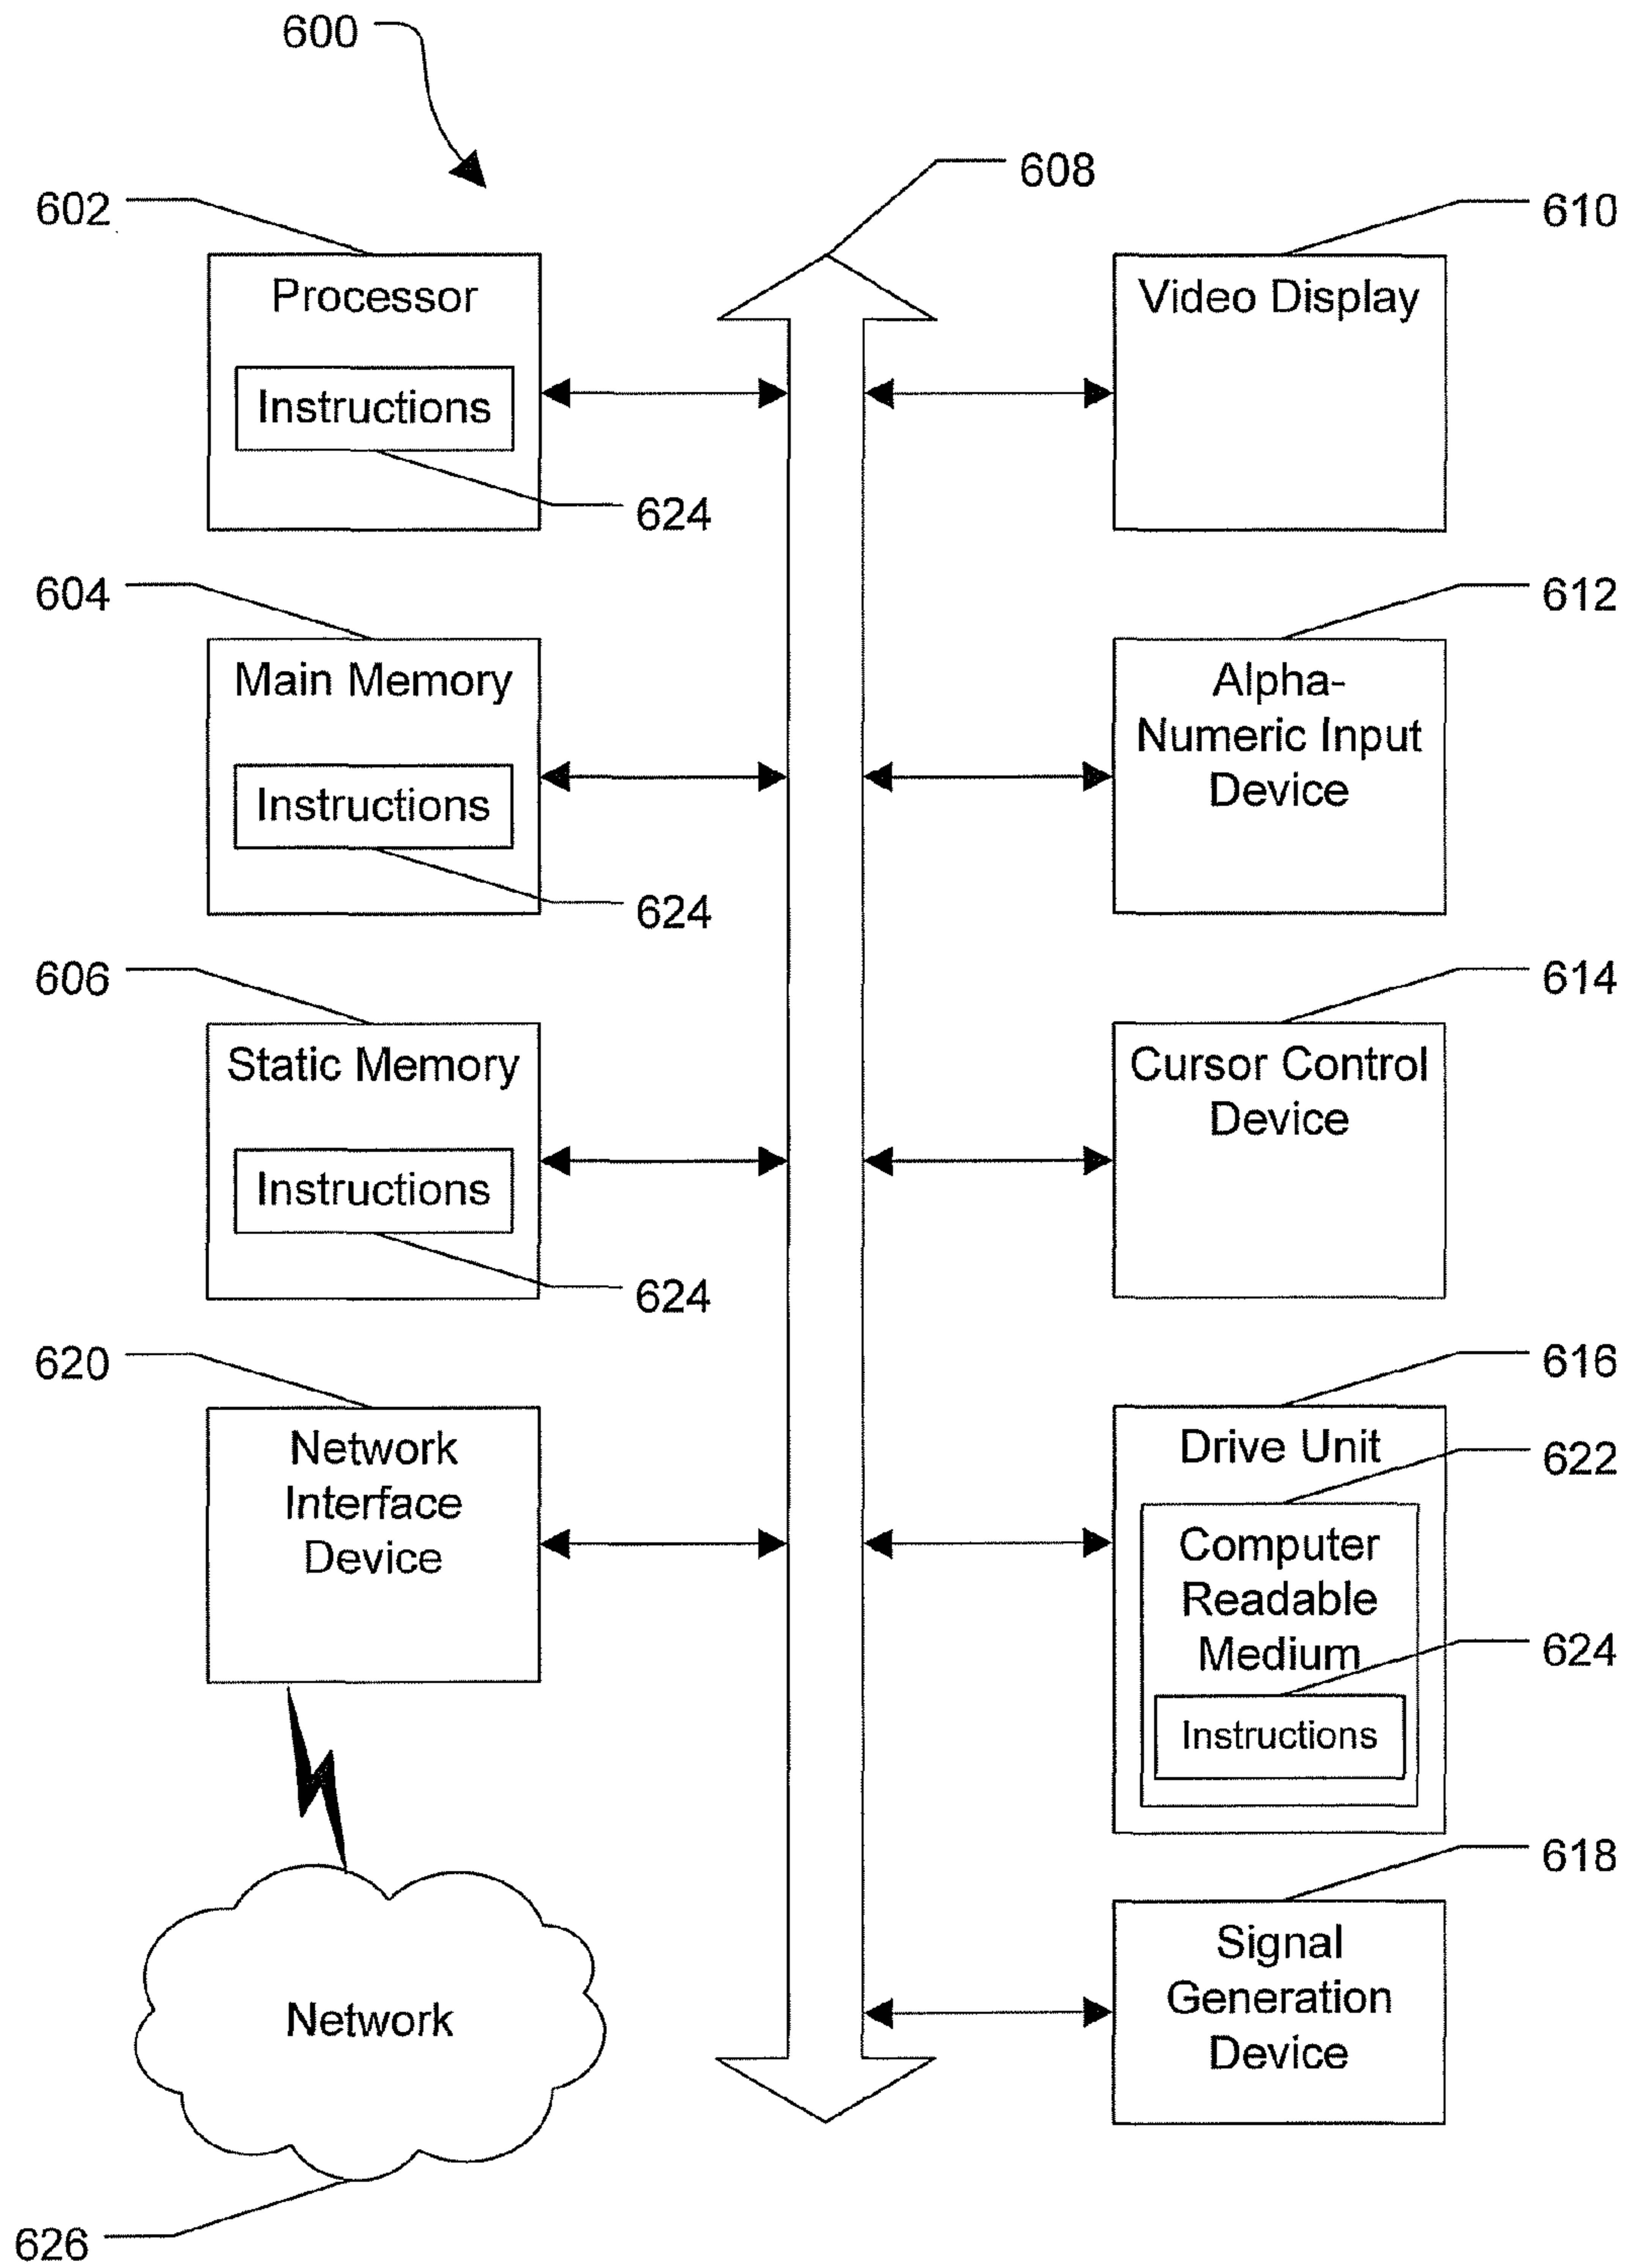 600
608
602
Processor
Instructions
624
604
Main Memory
Instructions
624
606
Static Memory
Instructions
624
620
Network
Interface
Device
Network
626
610
Video Display
612
Alpha-
Numeric Input
Device
614
Cursor Control
Device
616
Drive Unit
622
Computer
Readable
Medium
624
Instructions
618
Signal
Generation
Device